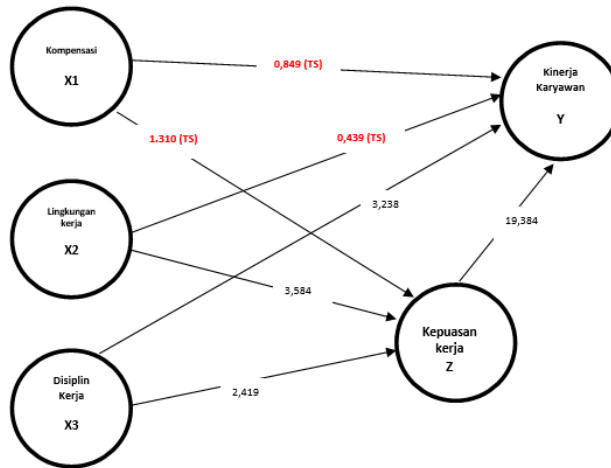 Kompensasi
X1
0,849 (TS)
Kinerja
Karyawan
Y
1.310 (TS)
0,439 (TS)
Lingkungan
kerja
X2
3,238
19,384
3,584
Kepuasan
kerja
Z
Disiplin
Kerja
X3
2,419